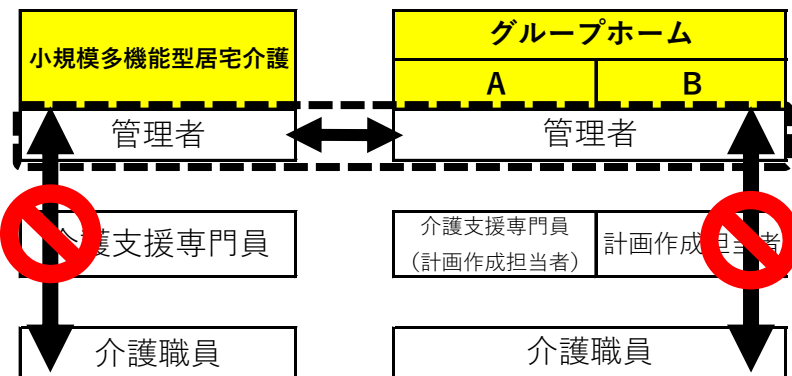 小規模多機能型居宅介護
グループホーム
A
B
管理者
管理者
介護支援専門員
介護支援専門員
（計画作成担当者）
計画作成担当者
介護職員
介護職員